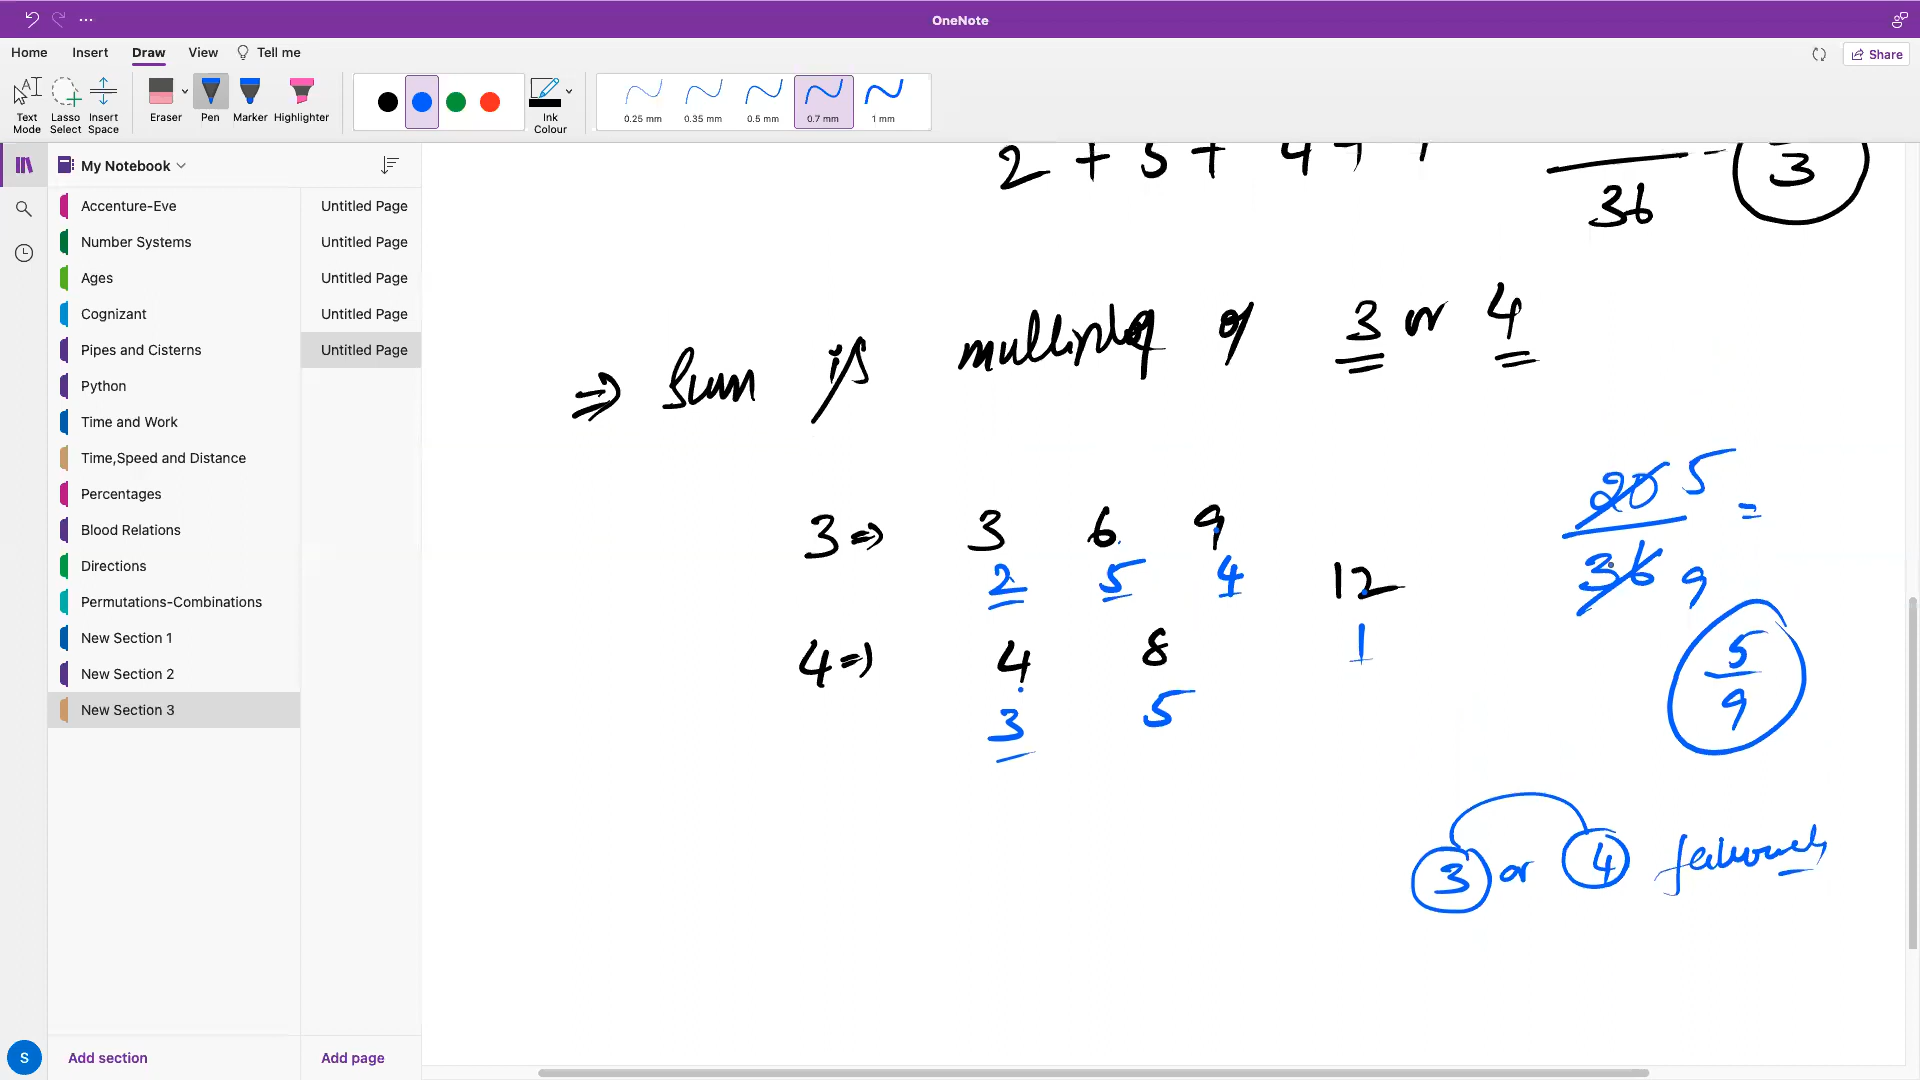 OneNote
Home Insert Draw View Tell me
Share
Text Mode
Lasso Select
Insert Space
Eraser
Pen
Marker
Highlighter
Ink Colour
0.25 mm
0.35 mm
0.5 mm
0.7 mm
1 mm
My Notebook
Accenture-Eve
Number Systems
Ages
Cognizant
Pipes and Cisterns
Python
Time and Work
Time,Speed and Distance
Percentages
Blood Relations
Directions
Permutations-Combinations
New Section 1
New Section 2
New Section 3
Untitled Page
Untitled Page
Untitled Page
Untitled Page
Untitled Page
S
Add section
Add page
2 + 5 + 4 + 1
36
3
⇒ Sum is multiple of 3 or 4
3 ⇒ 3 6 9
2 5 4
12
1
4 ⇒ 4 8
3 5
20 5 =
36 9
5
9
3 or 4